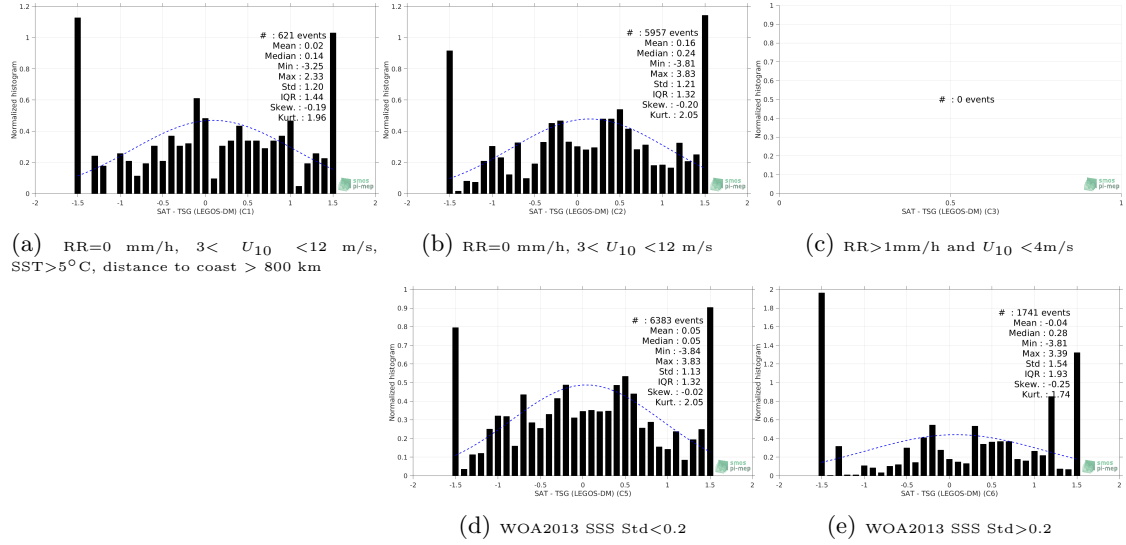 # : 621 events
Mean : 0.02
Median : 0.14
Min : -3.25
Max : 2.33
Std : 1.20
IQR : 1.44
Skew. : -0.19
Kurt. : 1.96
Normalized histogram
0
0.2
0.4
0.6
0.8
1
1.2
-2
-1.5
-1
-0.5
0
0.5
1
1.5
2
SAT - TSG (LEGOS-DM) (C1)
smos
pi-mep
(a) RR=0 mm/h, 3< U10 <12 m/s,
SST>5°C, distance to coast > 800 km
# : 5957 events
Mean : 0.16
Median : 0.24
Min : -3.81
Max : 3.83
Std : 1.21
IQR : 1.32
Skew. : -0.20
Kurt. : 2.05
Normalized histogram
0
0.2
0.4
0.6
0.8
1
1.2
-2
-1.5
-1
-0.5
0
0.5
1
1.5
2
SAT - TSG (LEGOS-DM) (C2)
smos
pi-mep
(b) RR=0 mm/h, 3< U10 <12 m/s
# : 0 events
Normalized histogram
0
0.1
0.2
0.3
0.4
0.5
0.6
0.7
0.8
0.9
1
0
0.5
1
SAT - TSG (LEGOS-DM) (C3)
smos
pi-mep
(c) RR>1mm/h and U10 <4m/s
# : 6383 events
Mean : 0.05
Median : 0.05
Min : -3.84
Max : 3.83
Std : 1.13
IQR : 1.32
Skew. : -0.02
Kurt. : 2.05
Normalized histogram
0
0.1
0.2
0.3
0.4
0.5
0.6
0.7
0.8
0.9
1
-2
-1.5
-1
-0.5
0
0.5
1
1.5
2
SAT - TSG (LEGOS-DM) (C5)
smos
pi-mep
(d) WOA2013 SSS Std<0.2
# : 1741 events
Mean : -0.04
Median : 0.28
Min : -3.81
Max : 3.39
Std : 1.54
IQR : 1.93
Skew. : -0.25
Kurt. : 1.74
Normalized histogram
0
0.2
0.4
0.6
0.8
1
1.2
1.4
1.6
1.8
2
-2
-1.5
-1
-0.5
0
0.5
1
1.5
2
SAT - TSG (LEGOS-DM) (C6)
smos
pi-mep
(e) WOA2013 SSS Std>0.2